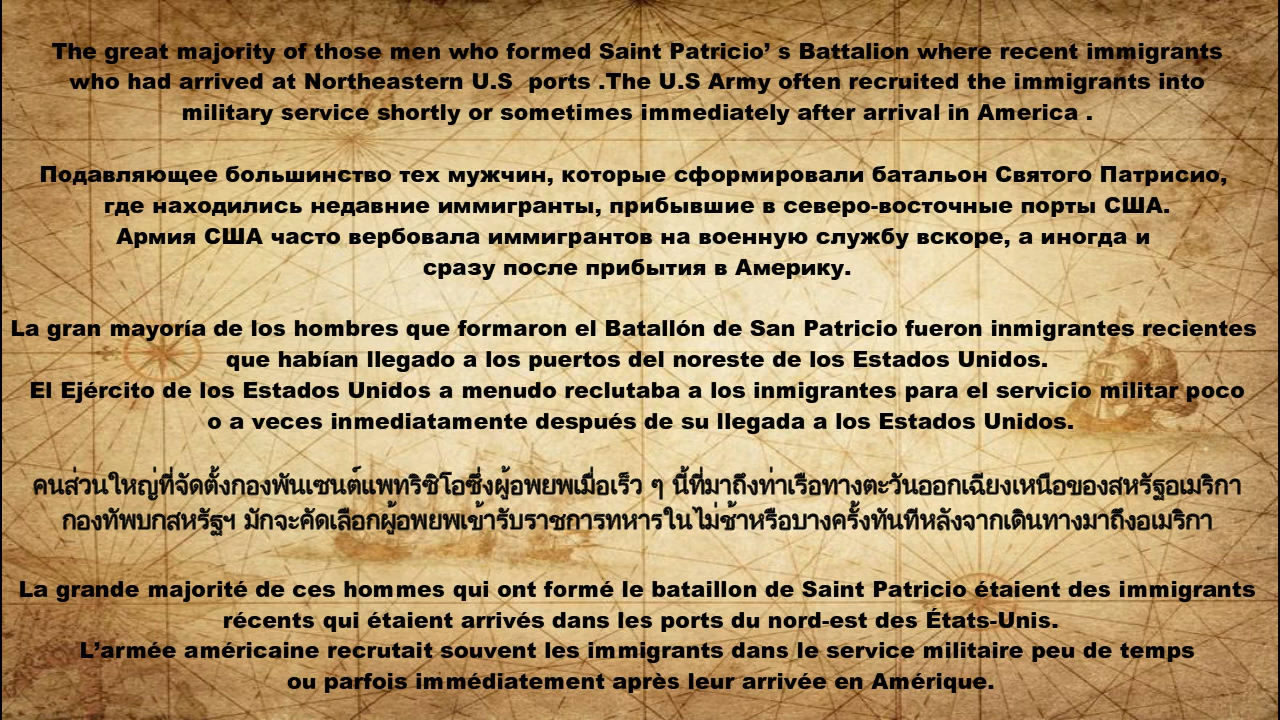 The great majority of those men who formed Saint Patricio’ s Battalion where recent immigrants
who had arrived at Northeastern U.S  ports .The U.S Army often recruited the immigrants into
military service shortly or sometimes immediately after arrival in America .
Подавляющее большинство тех мужчин, которые сформировали батальон Святого Патрисио,
где находились недавние иммигранты, прибывшие в северо-восточные порты США.
Армия США часто вербовала иммигрантов на военную службу вскоре, а иногда и
сразу после прибытия в Америку.
La gran mayoría de los hombres que formaron el Batallón de San Patricio fueron inmigrantes recientes
que habían llegado a los puertos del noreste de los Estados Unidos.
El Ejército de los Estados Unidos a menudo reclutaba a los inmigrantes para el servicio militar poco
o a veces inmediatamente después de su llegada a los Estados Unidos.
คนส่วนใหญ่ที่จัดตั้งกองพันเซนต์แพทริซิโอซึ่งผู้อพยพเมื่อเร็ว ๆ นี้ที่มาถึงท่าเรือทางตะวันออกเฉียงเหนือของสหรัฐอเมริกา
กองทัพบกสหรัฐฯ มักจะคัดเลือกผู้อพยพเข้ารับราชการทหารในไม่ช้าหรือบางครั้งทันทีหลังจากเดินทางมาถึงอเมริกา
La grande majorité de ces hommes qui ont formé le bataillon de Saint Patricio étaient des immigrants
récents qui étaient arrivés dans les ports du nord-est des États-Unis.
L’armée américaine recrutait souvent les immigrants dans le service militaire peu de temps
ou parfois immédiatement après leur arrivée en Amérique.